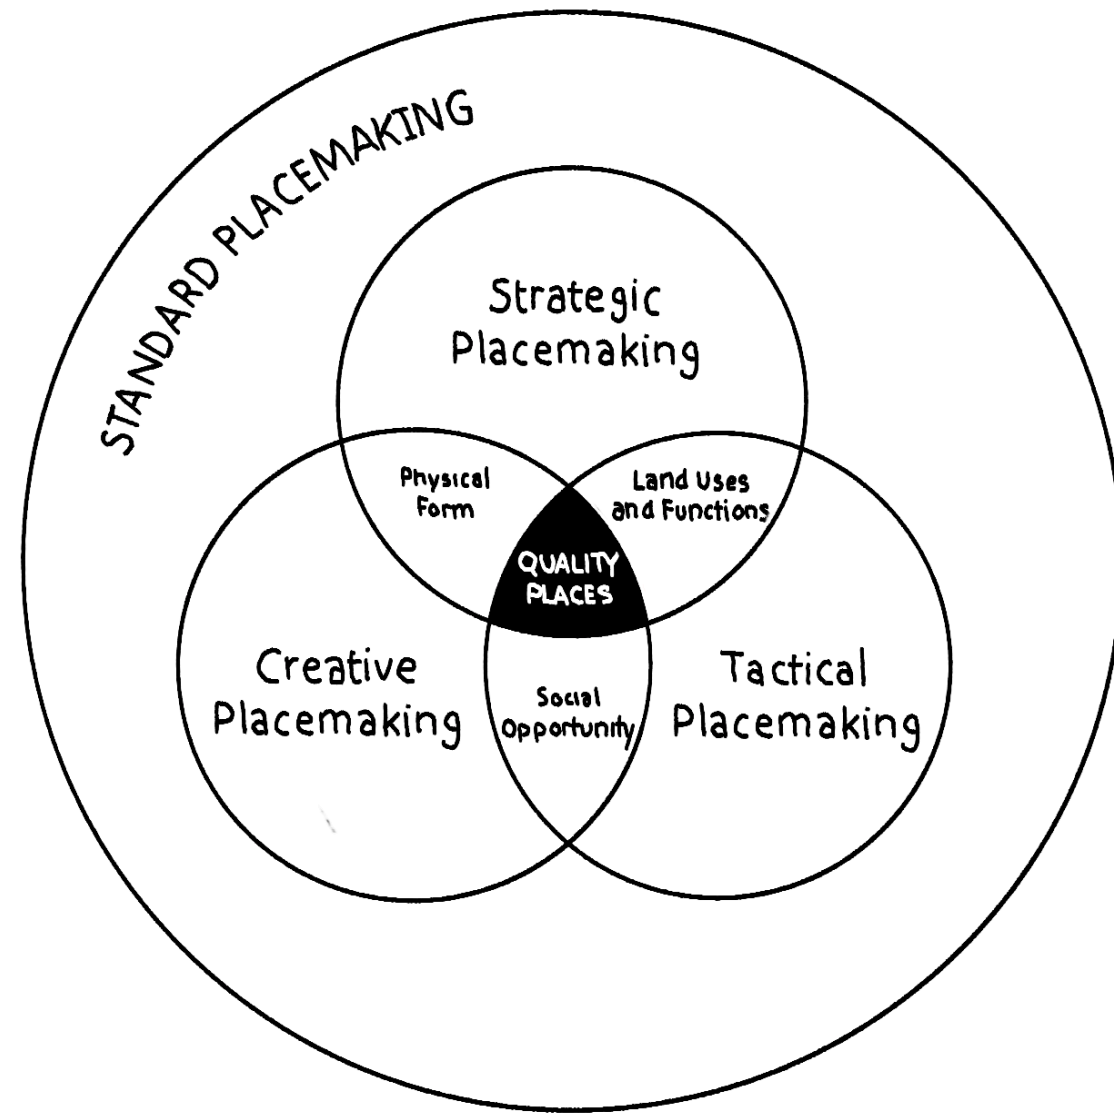 STANDARD PLACEMAKING
Strategic
Placemaking
Physical
Form
Land Uses
and Functions
QUALITY
PLACES
Creative
Placemaking
Social
Opportunity
Tactical
Placemaking